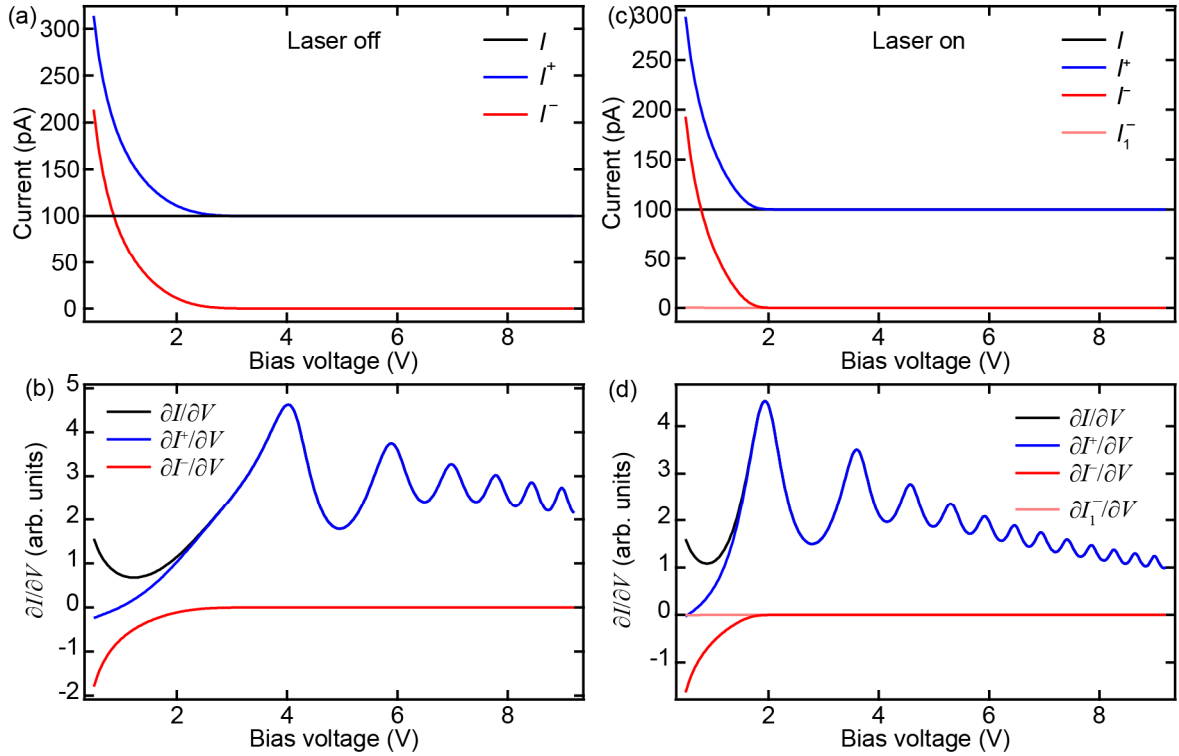 (a)
Laser off
I
I⁺
I⁻
Current (pA)
300
250
200
150
100
50
0
2
4
6
8
Bias voltage (V)
(c)
Laser on
I
I⁺
I⁻
I₁⁻
Current (pA)
300
250
200
150
100
50
0
2
4
6
8
Bias voltage (V)
(b)
∂I/∂V
∂I⁺/∂V
∂I⁻/∂V
∂I/∂V (arb. units)
5
4
3
2
1
0
-1
-2
2
4
6
8
Bias voltage (V)
(d)
∂I/∂V
∂I⁺/∂V
∂I⁻/∂V
∂I₁⁻/∂V
∂I/∂V (arb. units)
4
3
2
1
0
-1
2
4
6
8
Bias voltage (V)